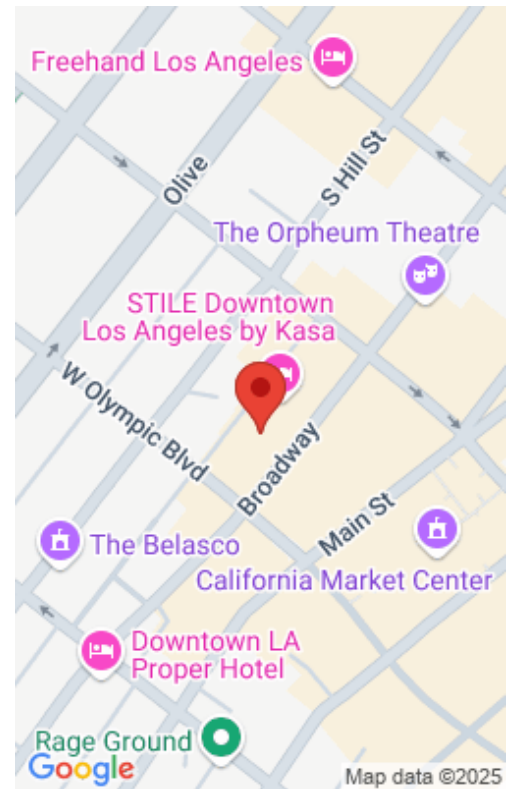 Freehand Los Angeles
Olive
S Hill St
The Orpheum Theatre
STILE Downtown
Los Angeles by Kasa
W Olympic Blvd
Broadway
Main St
The Belasco
California Market Center
Downtown LA
Proper Hotel
Rage Ground
Google
Map data ©2025